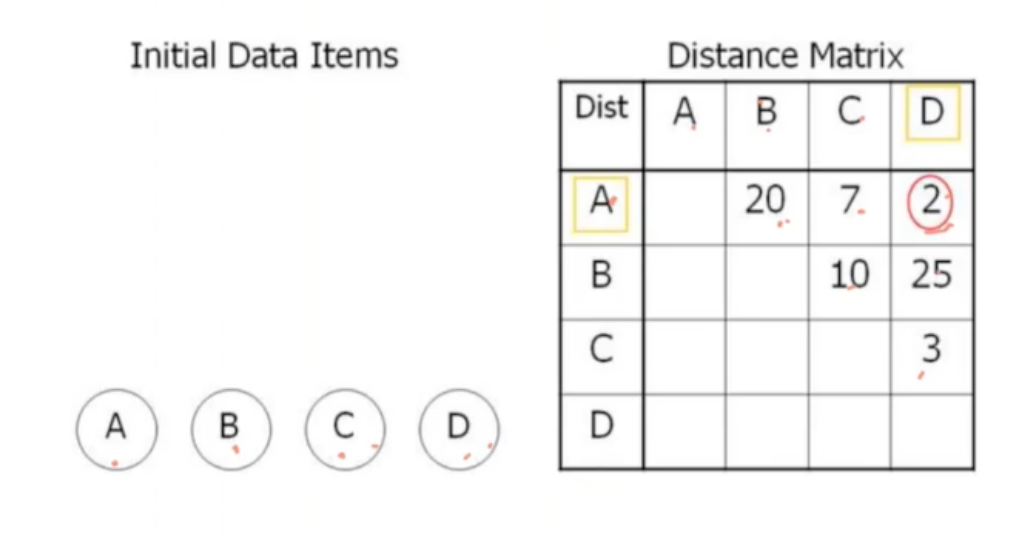 Initial Data Items
A B C D
Distance Matrix
Dist A B C D
A 20 7 2
B 10 25
C 3
D